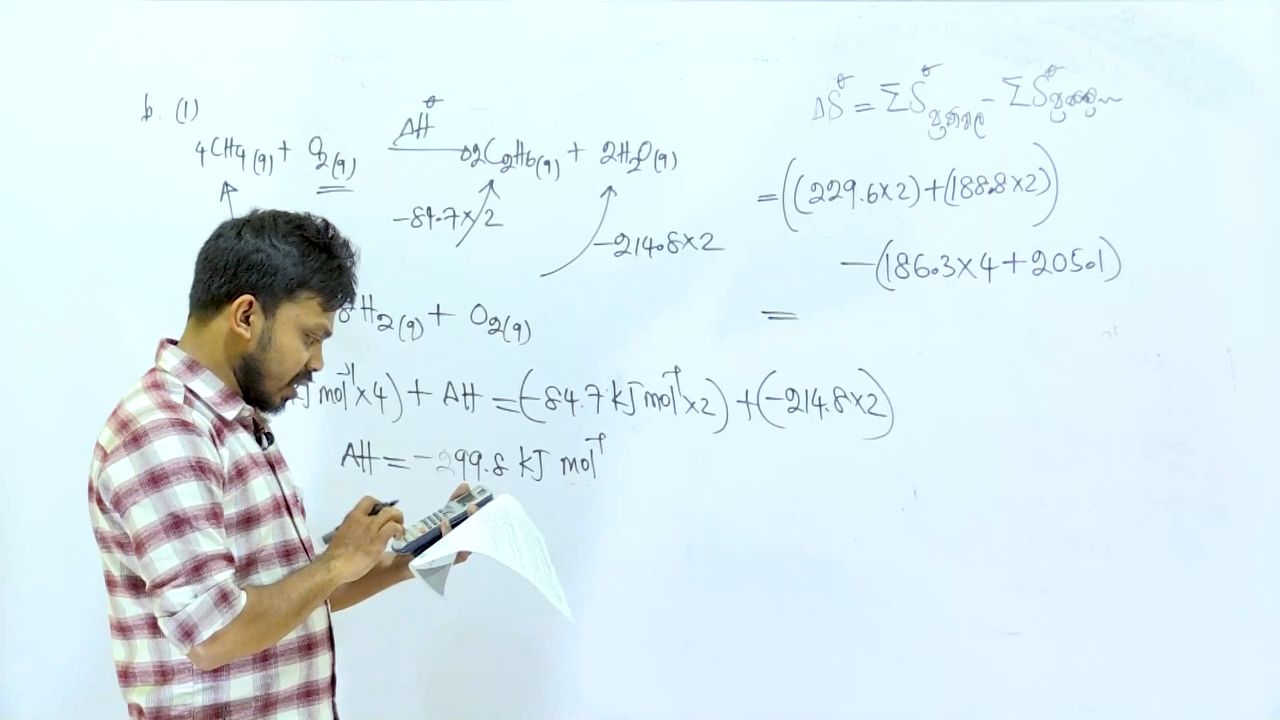 b. (1)
4CH₄(g) + O₂(g) ΔH^θ 2C₂H₆(g) + 2H₂O(g)
-84.7×2
-214.8×2
H₂(g) + O₂(g)
J mol⁻¹×4) + ΔH = (-84.7 kJ mol⁻¹×2) + (-214.8×2)
ΔH = -299.8 kJ mol⁻¹
ΔS^θ = ΣS^θ - ΣS^θ
= ((229.6×2)+(188.8×2))
-(186.3×4+205.1)
=